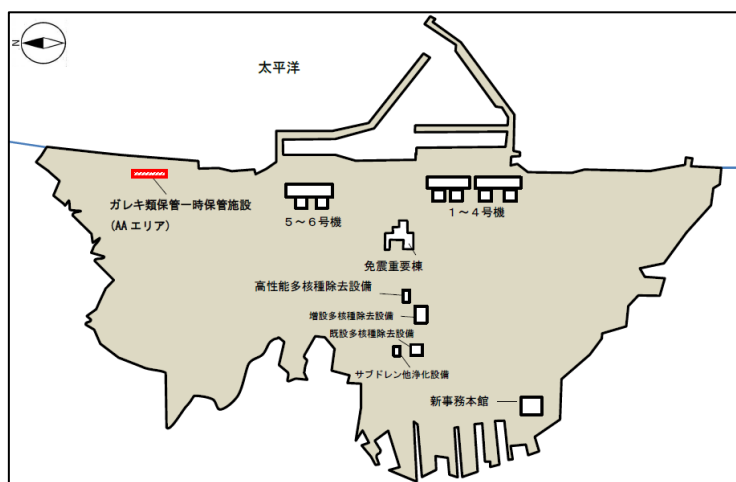 N
太平洋
ガレキ類保管一時保管施設
(AAエリア)
5～6号機
1～4号機
免震重要棟
高性能多核種除去設備
増設多核種除去設備
既設多核種除去設備
サブドレン他浄化設備
新事務本館